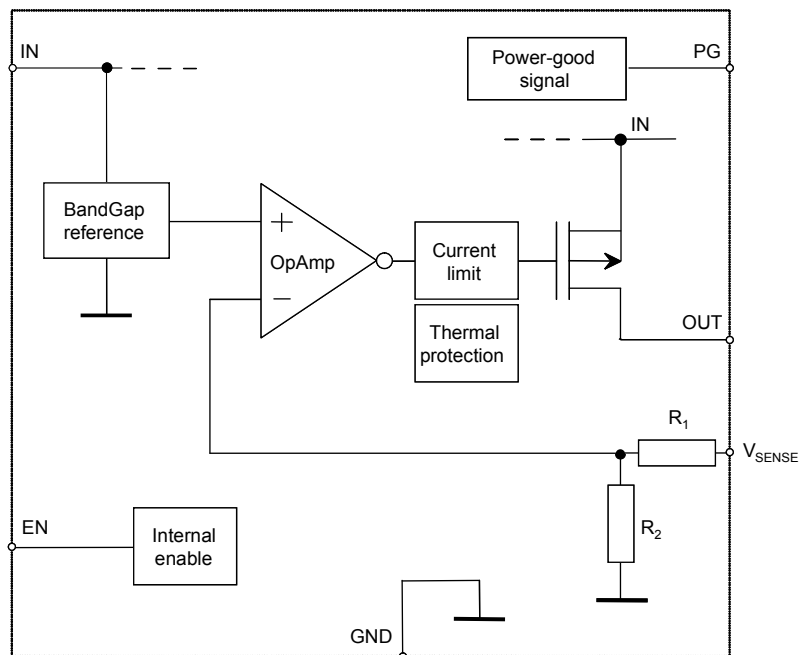 IN
Power-good
signal
PG
IN
BandGap
reference
+
OpAmp
−
Current
limit
Thermal
protection
OUT
R1
VSENSE
EN
Internal
enable
R2
GND